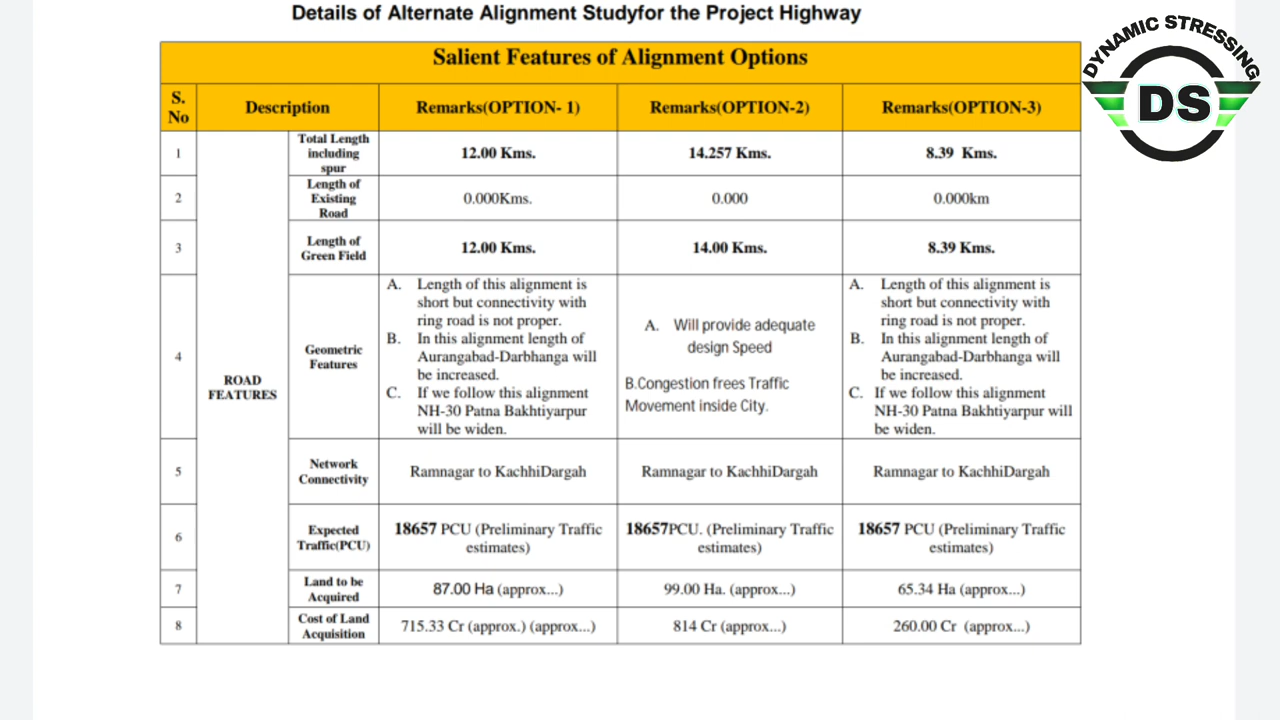 Details of Alternate Alignment Studyfor the Project Highway
DYNAMIC STRESSING
DS
Salient Features of Alignment Options
S. No
Description
Remarks(OPTION- 1)
Remarks(OPTION-2)
Remarks(OPTION-3)
ROAD
FEATURES
1
Total Length
including
spur
12.00 Kms.
14.257 Kms.
8.39 Kms.
2
Length of
Existing
Road
0.000Kms.
0.000
0.000km
3
Length of
Green Field
12.00 Kms.
14.00 Kms.
8.39 Kms.
4
Geometric
Features
A. Length of this alignment is
short but connectivity with
ring road is not proper.
B. In this alignment length of
Aurangabad-Darbhanga will
be increased.
C. If we follow this alignment
NH-30 Patna Bakhtiyarpur
will be widen.
A. Will provide adequate
design Speed
B.Congestion frees Traffic
Movement inside City.
A. Length of this alignment is
short but connectivity with
ring road is not proper.
B. In this alignment length of
Aurangabad-Darbhanga will
be increased.
C. If we follow this alignment
NH-30 Patna Bakhtiyarpur will
be widen.
5
Network
Connectivity
Ramnagar to KachhiDargah
Ramnagar to KachhiDargah
Ramnagar to KachhiDargah
6
Expected
Traffic(PCU)
18657 PCU (Preliminary Traffic
estimates)
18657PCU. (Preliminary Traffic
estimates)
18657 PCU (Preliminary Traffic
estimates)
7
Land to be
Acquired
87.00 Ha (approx...)
99.00 Ha. (approx...)
65.34 Ha (approx...)
8
Cost of Land
Acquisition
715.33 Cr (approx.) (approx...)
814 Cr (approx...)
260.00 Cr (approx...)